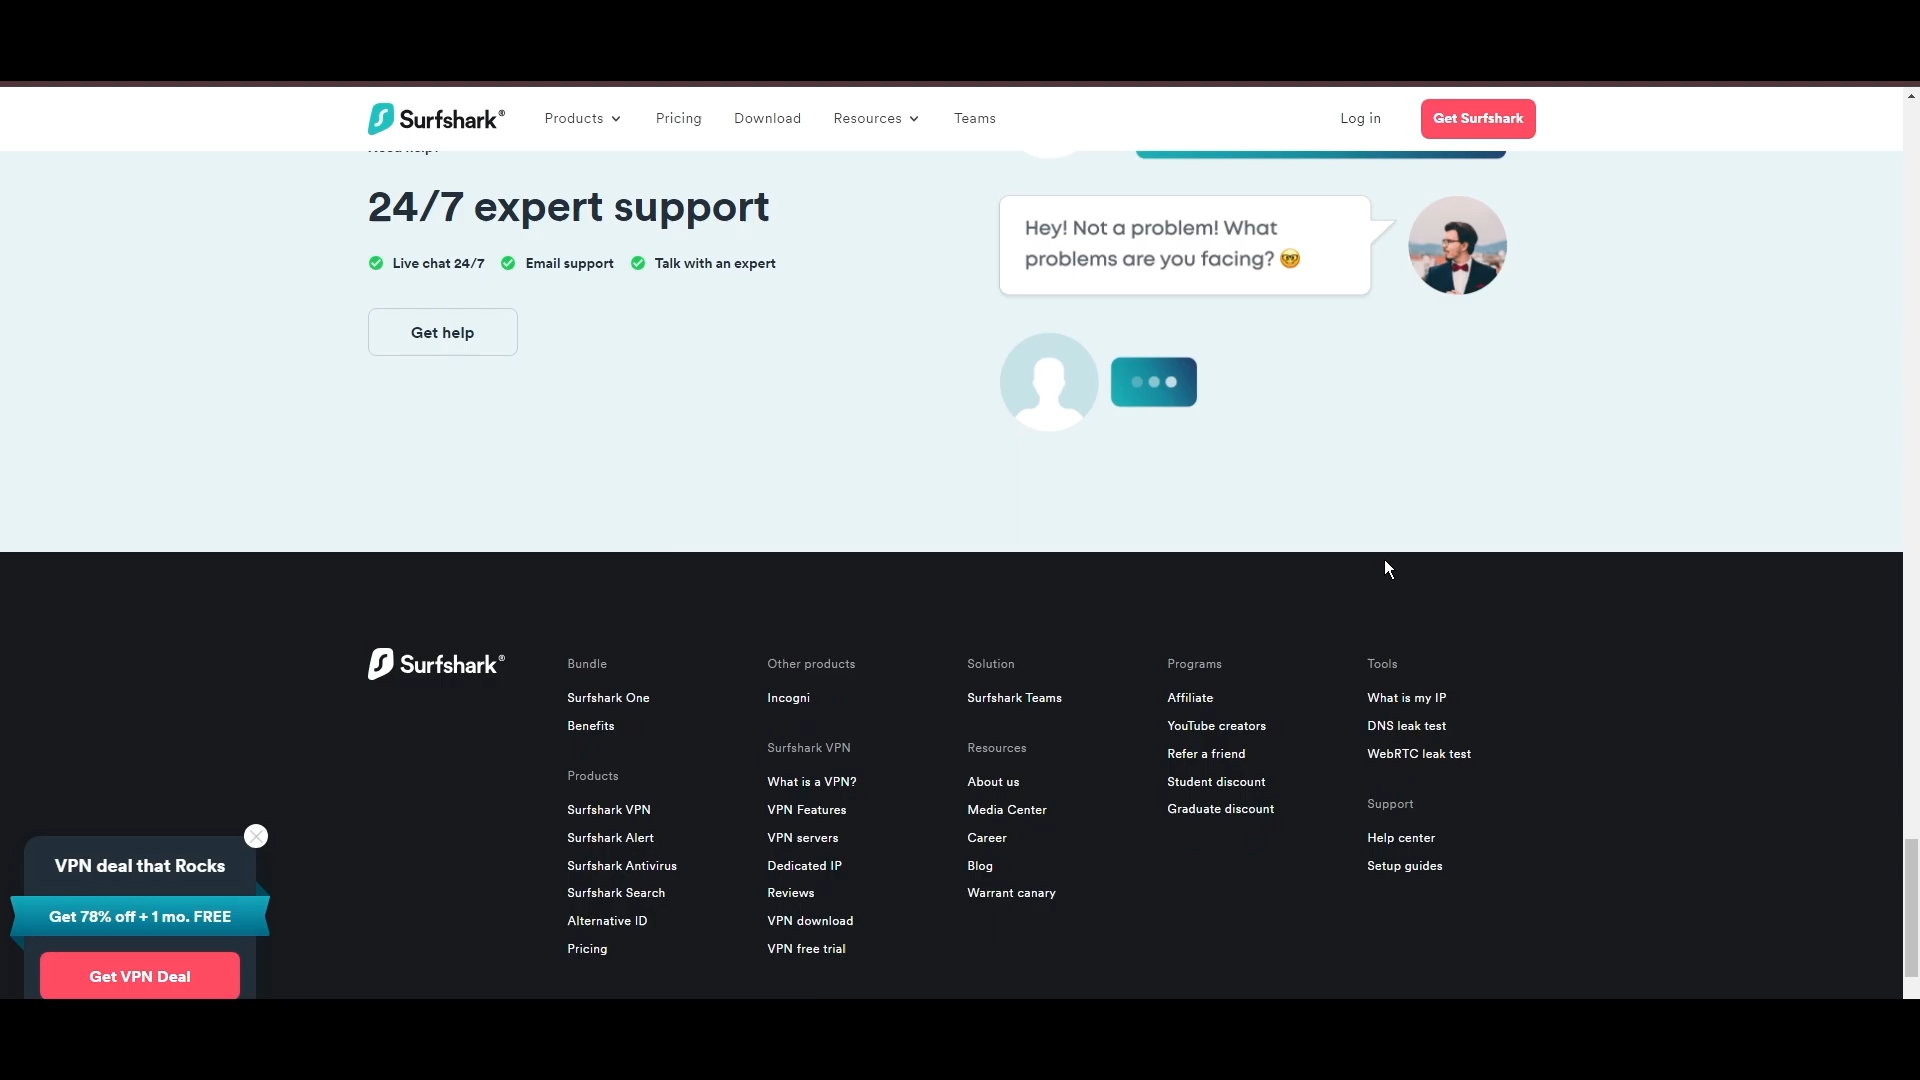 Surfshark®
Products
Pricing
Download
Resources
Teams
Log in
Get Surfshark
24/7 expert support
Live chat 24/7
Email support
Talk with an expert
Get help
Hey! Not a problem! What
problems are you facing? 🤓
Surfshark®
Bundle
Surfshark One
Benefits
Products
Surfshark VPN
Surfshark Alert
Surfshark Antivirus
Surfshark Search
Alternative ID
Pricing
Other products
Incogni
Surfshark VPN
What is a VPN?
VPN Features
VPN servers
Dedicated IP
Reviews
VPN download
VPN free trial
Solution
Surfshark Teams
Resources
About us
Media Center
Career
Blog
Warrant canary
Programs
Affiliate
YouTube creators
Refer a friend
Student discount
Graduate discount
Tools
What is my IP
DNS leak test
WebRTC leak test
Support
Help center
Setup guides
VPN deal that Rocks
Get 78% off + 1 mo. FREE
Get VPN Deal